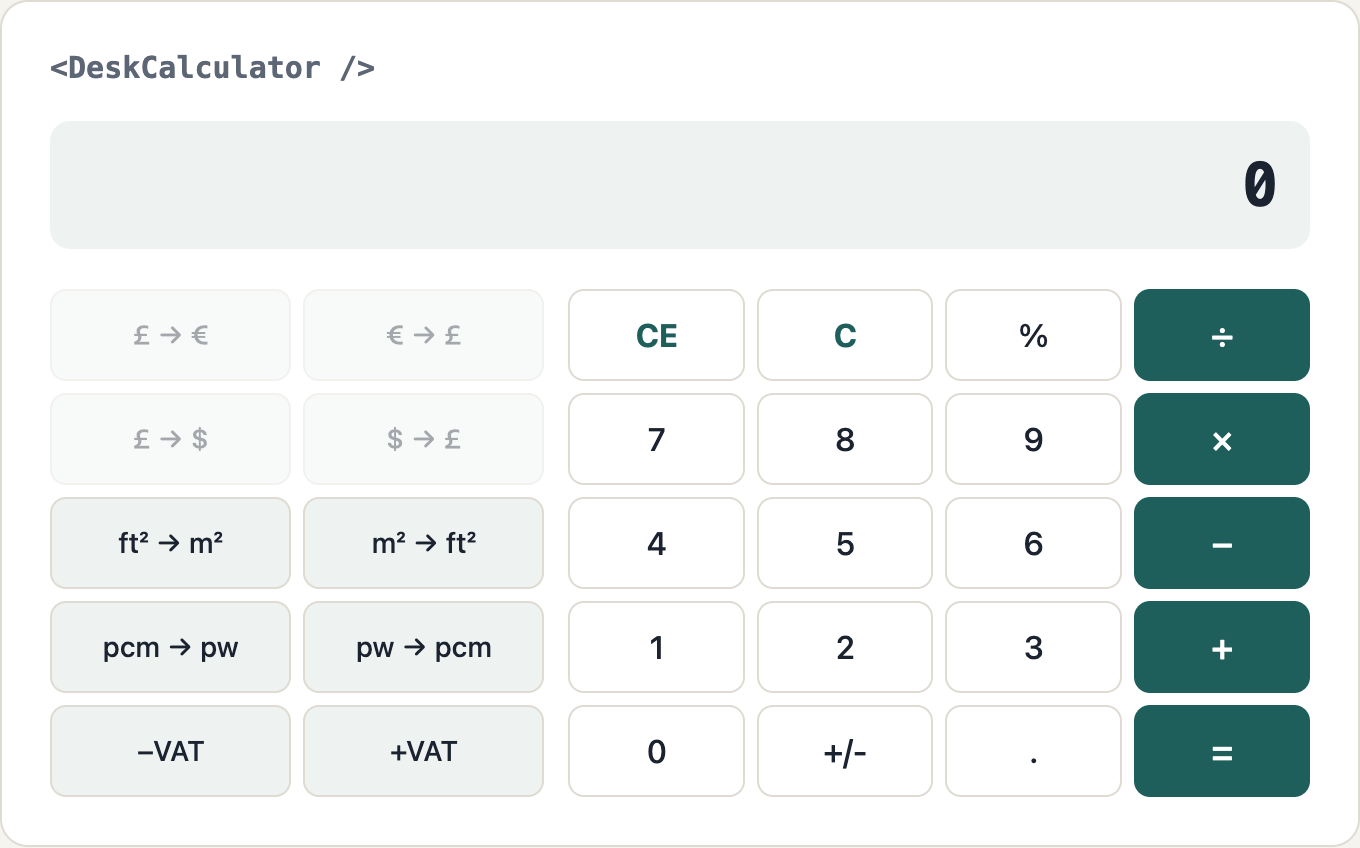 <DeskCalculator />
0
£ → € € → £ CE C % ÷
£ → $ $ → £ 7 8 9 ×
ft² → m² m² → ft² 4 5 6 −
pcm → pw pw → pcm 1 2 3 +
−VAT +VAT 0 +/- . =